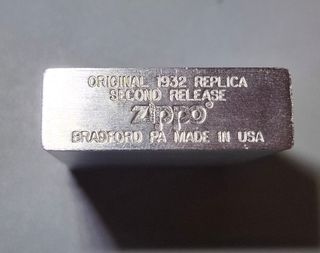 ORIGINAL 1932 REPLICA
SECOND RELEASE
Zippo®
BRADFORD PA MADE IN USA